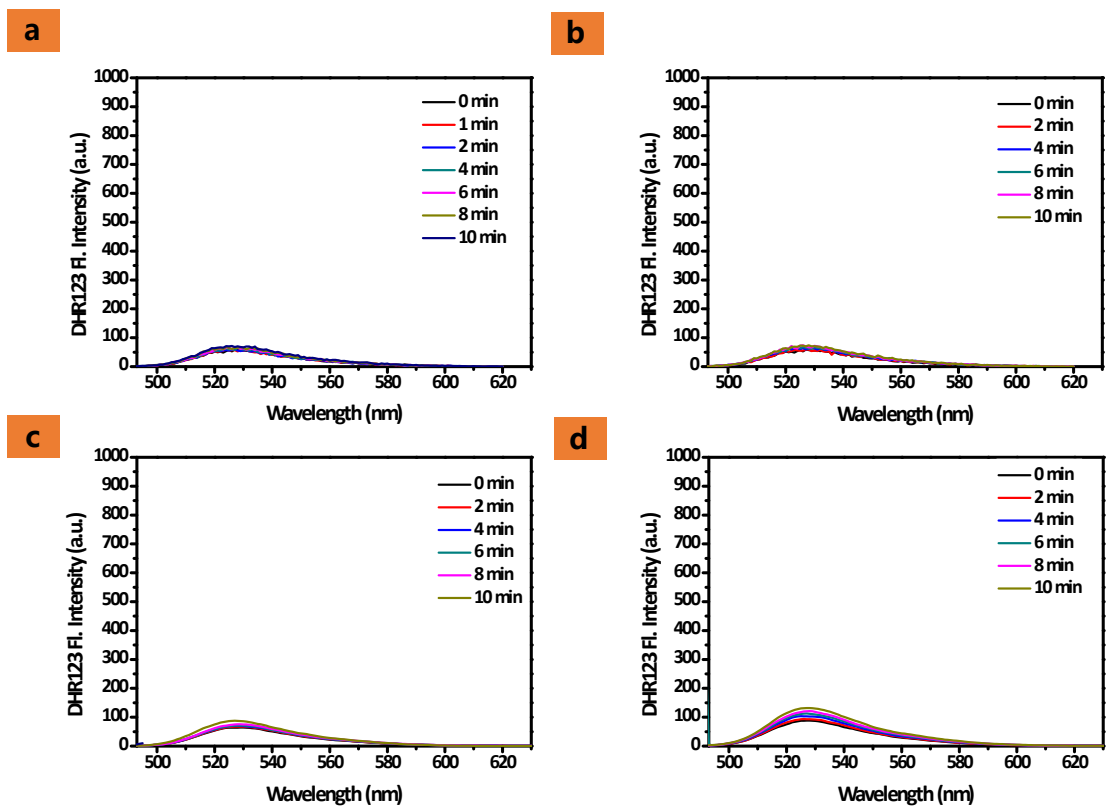 a
DHR123 Fl. Intensity (a.u.)
1000
900
800
700
600
500
400
300
200
100
0
500 520 540 560 580 600 620
Wavelength (nm)
0 min
1 min
2 min
4 min
6 min
8 min
10 min
b
DHR123 Fl. Intensity (a.u.)
1000
900
800
700
600
500
400
300
200
100
0
500 520 540 560 580 600 620
Wavelength (nm)
0 min
2 min
4 min
6 min
8 min
10 min
c
DHR123 Fl. Intensity (a.u.)
1000
900
800
700
600
500
400
300
200
100
0
500 520 540 560 580 600 620
Wavelength (nm)
0 min
2 min
4 min
6 min
8 min
10 min
d
DHR123 Fl. Intensity (a.u.)
1000
900
800
700
600
500
400
300
200
100
0
500 520 540 560 580 600 620
Wavelength (nm)
0 min
2 min
4 min
6 min
8 min
10 min